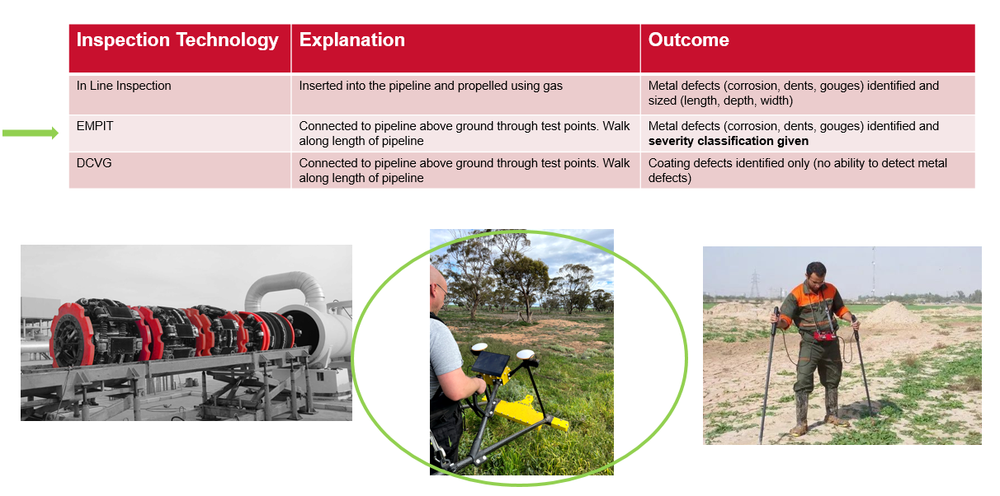 Inspection Technology
Explanation
Outcome
In Line Inspection
Inserted into the pipeline and propelled using gas
Metal defects (corrosion, dents, gouges) identified and
sized (length, depth, width)
EMPIT
Connected to pipeline above ground through test points. Walk
along length of pipeline
Metal defects (corrosion, dents, gouges) identified and
severity classification given
DCVG
Connected to pipeline above ground through test points. Walk
along length of pipeline
Coating defects identified only (no ability to detect metal
defects)